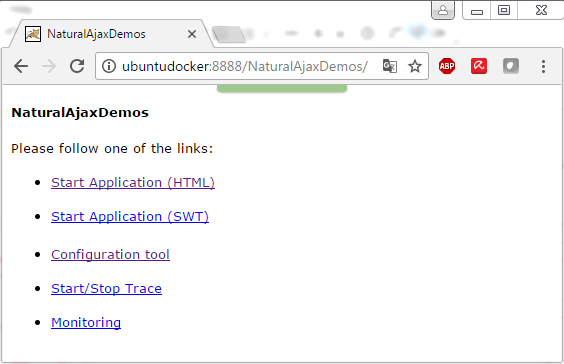 NaturalAjaxDemos
ubuntudocker:8888/NaturalAjaxDemos/
ABP
NaturalAjaxDemos
Please follow one of the links:
Start Application (HTML)
Start Application (SWT)
Configuration tool
Start/Stop Trace
Monitoring